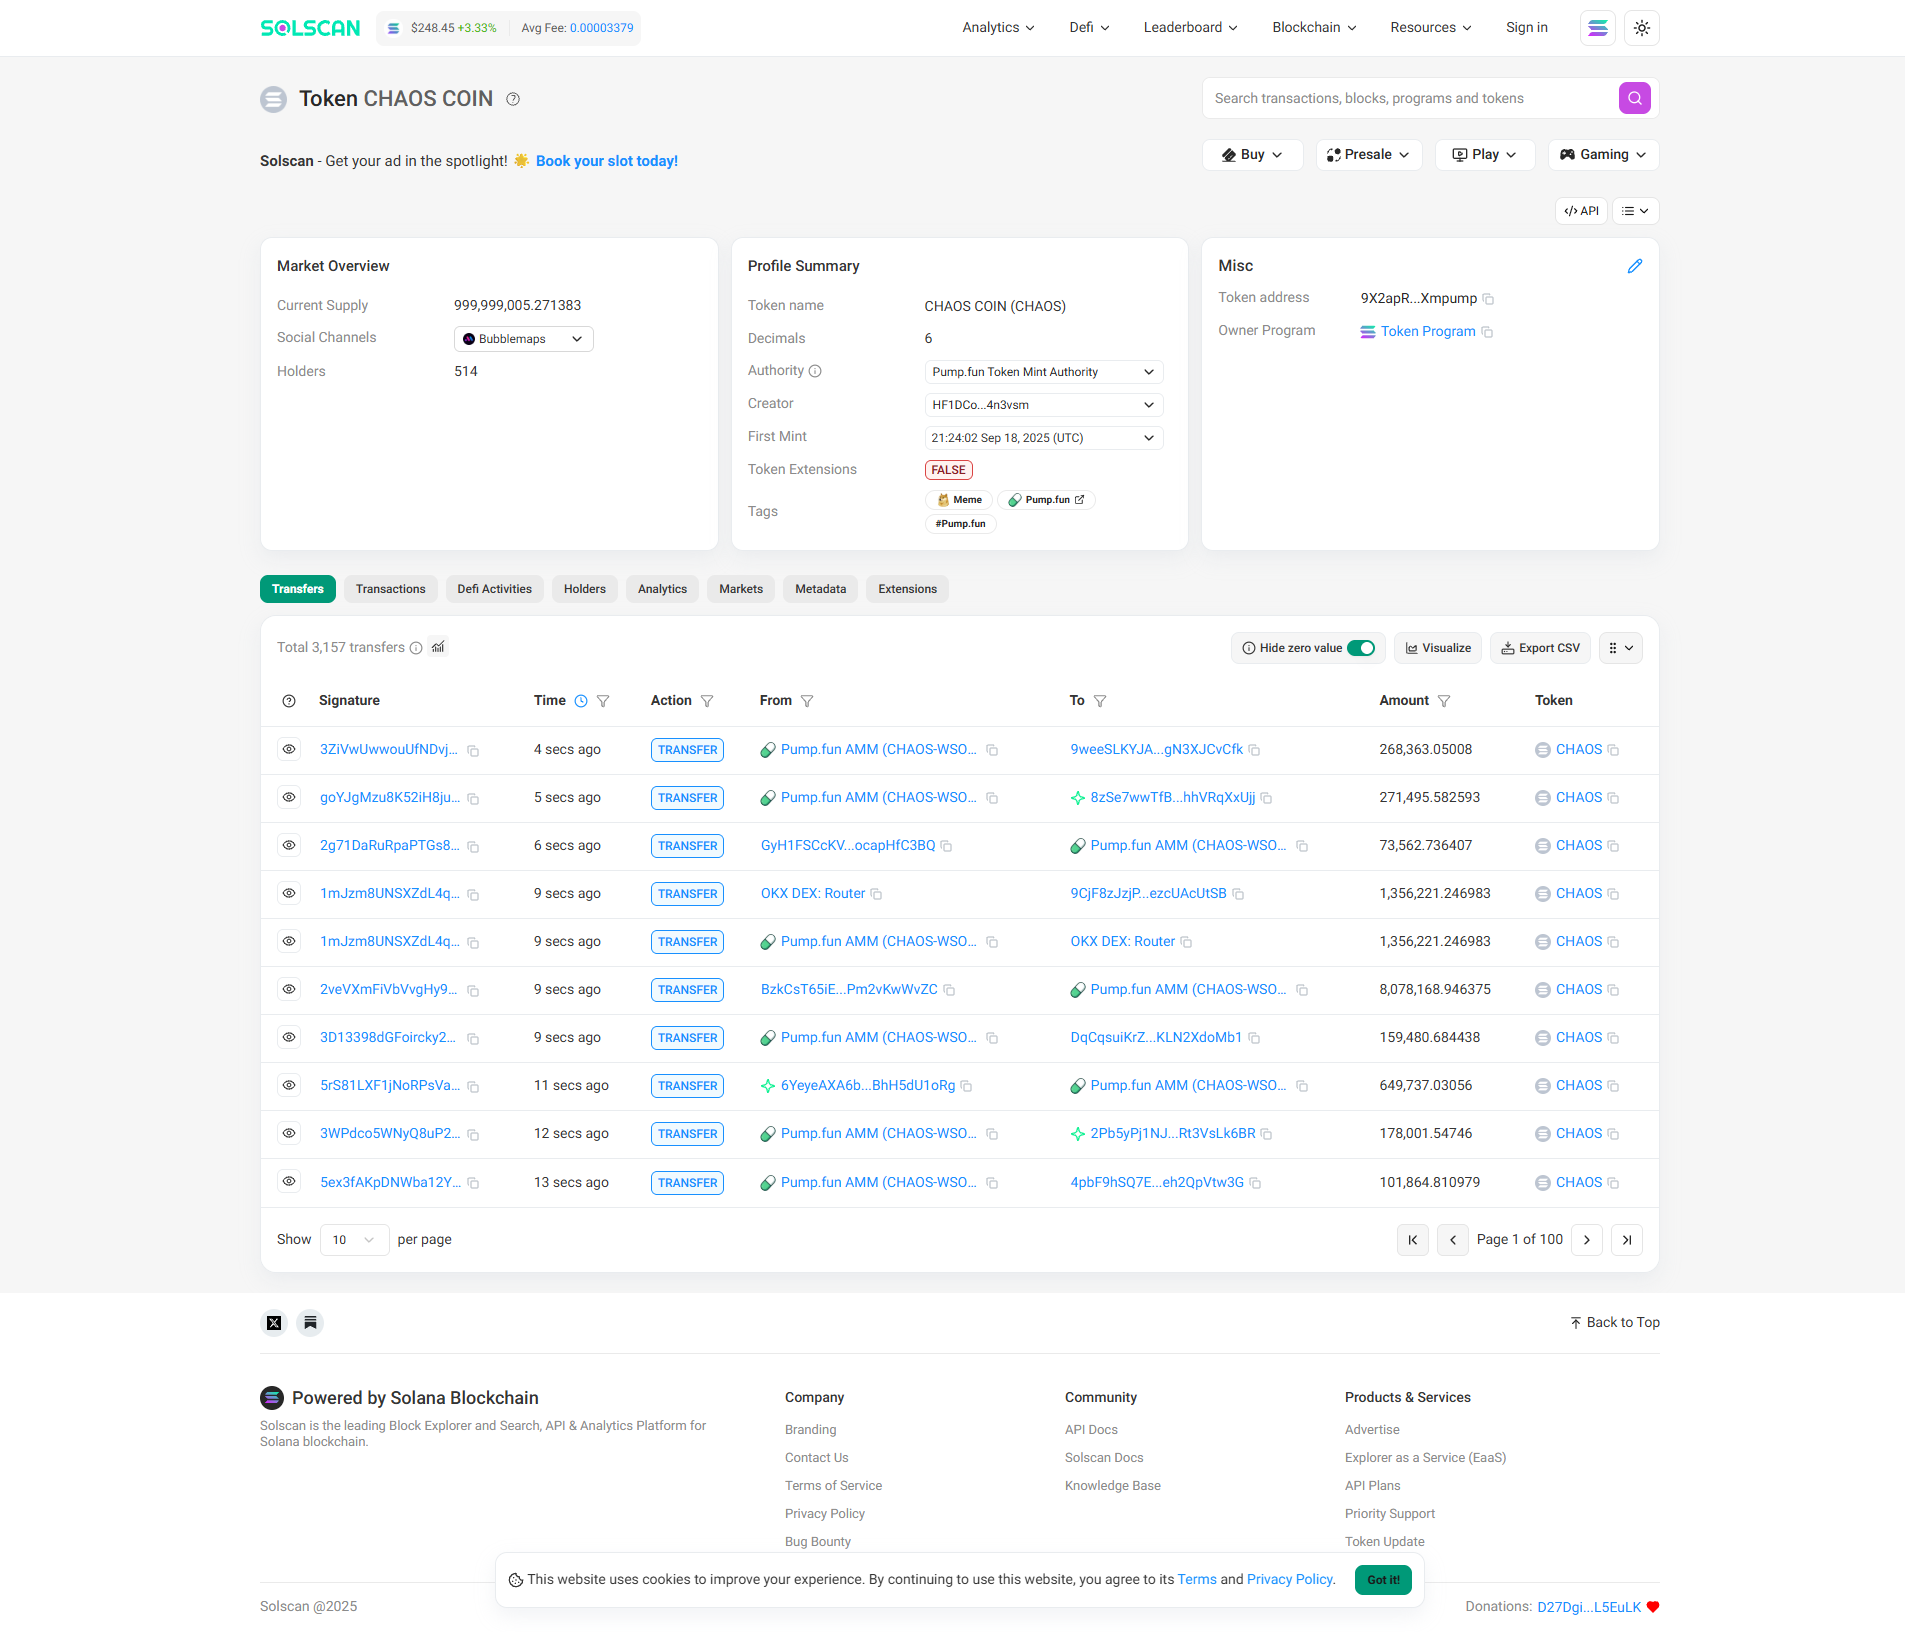 SOLSCAN $248.45 +3.33% Avg Fee: 0.00003379 Analytics Defi Leaderboard Blockchain Resources Sign in
Token CHAOS COIN
Search transactions, blocks, programs and tokens
Solscan - Get your ad in the spotlight! Book your slot today!
Buy Presale Play Gaming
API
Market Overview
Current Supply 999,999,005.271383
Social Channels Bubblemaps
Holders 514
Profile Summary
Token name CHAOS COIN (CHAOS)
Decimals 6
Authority Pump.fun Token Mint Authority
Creator HF1DCo...4n3vsm
First Mint 21:24:02 Sep 18, 2025 (UTC)
Token Extensions FALSE
Tags Meme Pump.fun
#Pump.fun
Misc
Token address 9X2apR...Xmpump
Owner Program Token Program
Transfers Transactions Defi Activities Holders Analytics Markets Metadata Extensions
Total 3,157 transfers Hide zero value Visualize Export CSV
Signature Time Action From To Amount Token
3ZiVwUwwouUfNDvj... 4 secs ago TRANSFER Pump.fun AMM (CHAOS-WSO... 9weeSLKYJA...gN3XJCvCfk 268,363.05008 CHAOS
goYJgMzu8K52iH8ju... 5 secs ago TRANSFER Pump.fun AMM (CHAOS-WSO... 8zSe7wwTfB...hhVRqXxUjj 271,495.582593 CHAOS
2g71DaRuRpaPTGs8... 6 secs ago TRANSFER GyH1FSCcKV...ocapHfC3BQ Pump.fun AMM (CHAOS-WSO... 73,562.736407 CHAOS
1mJzm8UNSXZdL4q... 9 secs ago TRANSFER OKX DEX: Router 9CjF8zJzjP...ezcUAcUtSB 1,356,221.246983 CHAOS
1mJzm8UNSXZdL4q... 9 secs ago TRANSFER Pump.fun AMM (CHAOS-WSO... OKX DEX: Router 1,356,221.246983 CHAOS
2veVXmFiVbVvgHy9... 9 secs ago TRANSFER BzkCsT65iE...Pm2vKwWvZC Pump.fun AMM (CHAOS-WSO... 8,078,168.946375 CHAOS
3D13398dGFoircky2... 9 secs ago TRANSFER Pump.fun AMM (CHAOS-WSO... DqCqsuiKrZ...KLN2XdoMb1 159,480.684438 CHAOS
5rS81LXF1jNoRPsVa... 11 secs ago TRANSFER 6YeyeAXA6b...BhH5dU1oRg Pump.fun AMM (CHAOS-WSO... 649,737.03056 CHAOS
3WPdco5WNyQ8uP2... 12 secs ago TRANSFER Pump.fun AMM (CHAOS-WSO... 2Pb5yPj1NJ...Rt3VsLk6BR 178,001.54746 CHAOS
5ex3fAKpDNWba12Y... 13 secs ago TRANSFER Pump.fun AMM (CHAOS-WSO... 4pbF9hSQ7E...eh2QpVtw3G 101,864.810979 CHAOS
Show 10 per page Page 1 of 100
Back to Top
Powered by Solana Blockchain
Solscan is the leading Block Explorer and Search, API & Analytics Platform for
Solana blockchain.
Company
Branding
Contact Us
Terms of Service
Privacy Policy
Bug Bounty
Community
API Docs
Solscan Docs
Knowledge Base
Products & Services
Advertise
Explorer as a Service (EaaS)
API Plans
Priority Support
Token Update
This website uses cookies to improve your experience. By continuing to use this website, you agree to its Terms and Privacy Policy. Got it!
Solscan @2025
Donations: D27Dgi...L5EuLK